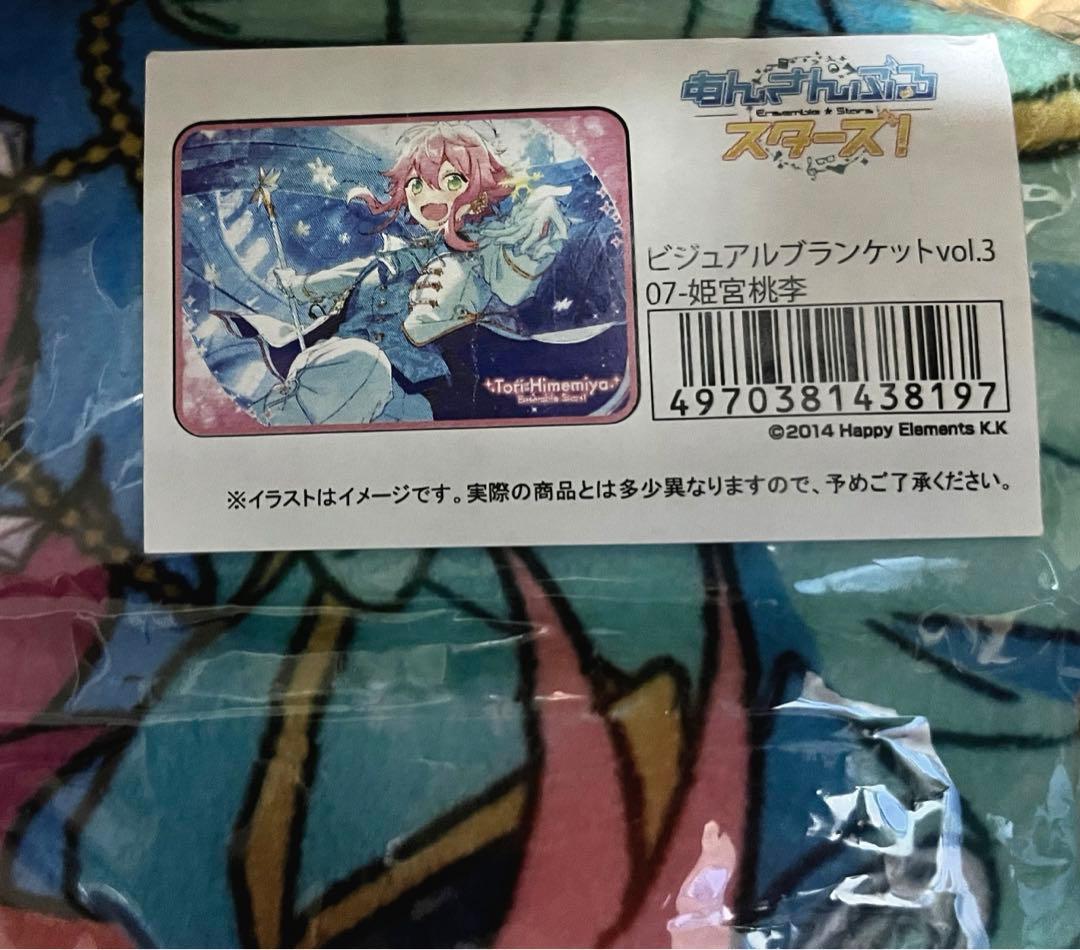 あんさんぶる
Ensemble★Stars
スターズ!
ビジュアルブランケットvol.3
07-姫宮桃李
Tori Himemiya
Ensemble Stars!
4970381438197
©2014 Happy Elements K.K
※イラストはイメージです。実際の商品とは多少異なりますので、予めご了承ください。